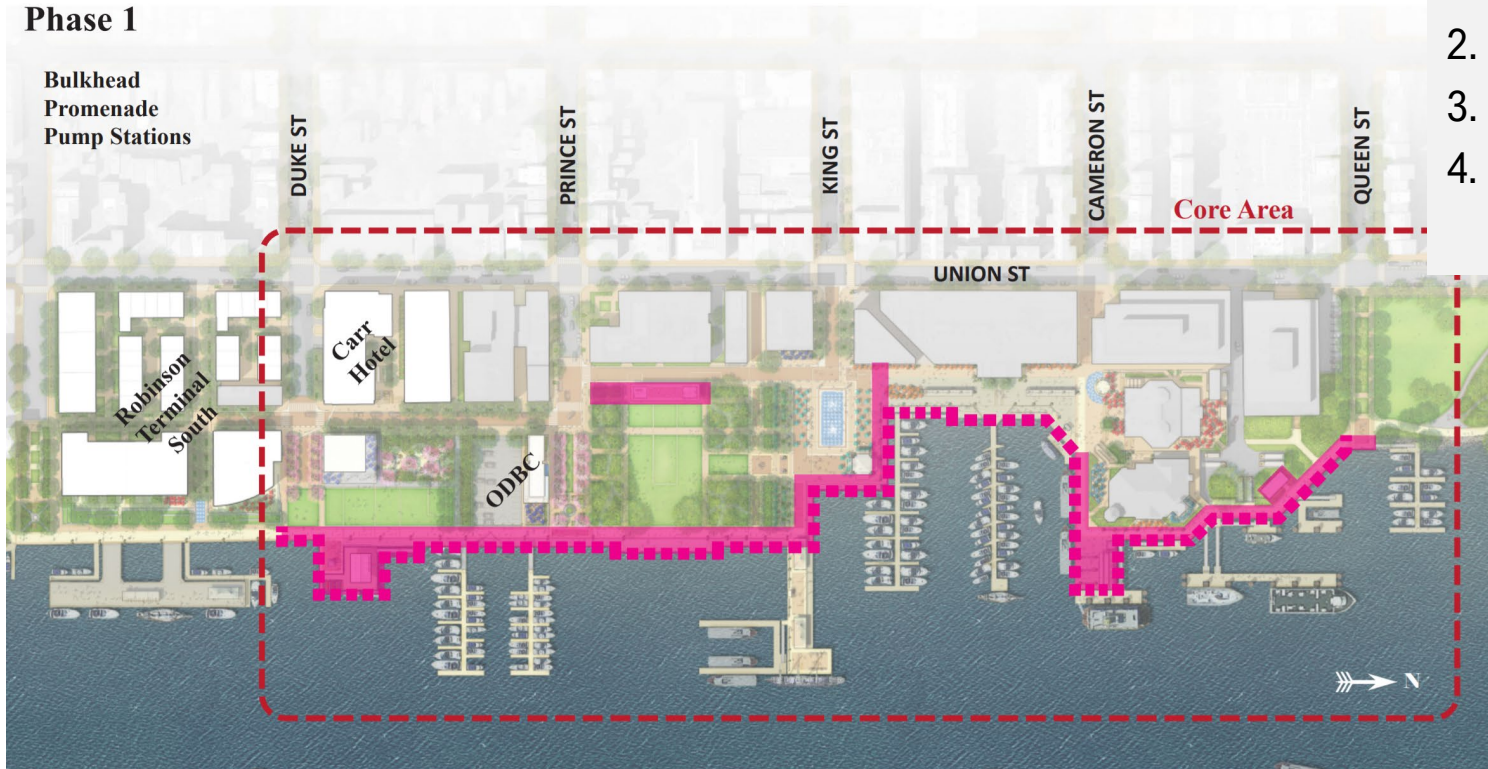 Phase 1
Bulkhead
Promenade
Pump Stations
2.
3.
4.
DUKE ST
PRINCE ST
KING ST
CAMERON ST
QUEEN ST
Core Area
UNION ST
Carr
Hotel
Robinson
Terminal
South
ODBC
N